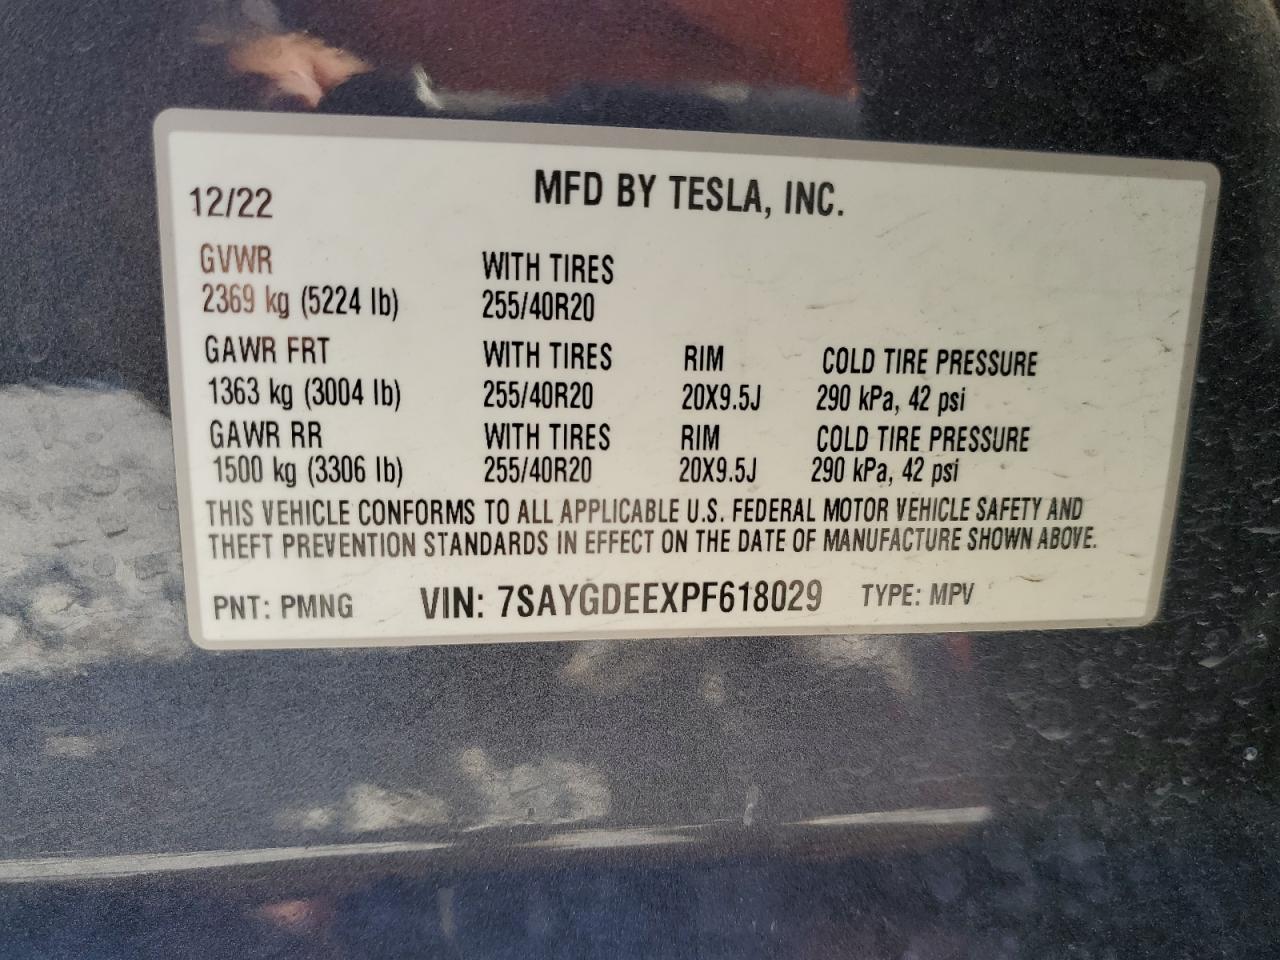 MFD BY TESLA, INC.
12/22
GVWR WITH TIRES
2369 kg (5224 lb) 255/40R20
GAWR FRT WITH TIRES RIM COLD TIRE PRESSURE
1363 kg (3004 lb) 255/40R20 20X9.5J 290 kPa, 42 psi
GAWR RR WITH TIRES RIM COLD TIRE PRESSURE
1500 kg (3306 lb) 255/40R20 20X9.5J 290 kPa, 42 psi
THIS VEHICLE CONFORMS TO ALL APPLICABLE U.S. FEDERAL MOTOR VEHICLE SAFETY AND
THEFT PREVENTION STANDARDS IN EFFECT ON THE DATE OF MANUFACTURE SHOWN ABOVE.
PNT: PMNG VIN: 7SAYGDEEXPF618029 TYPE: MPV